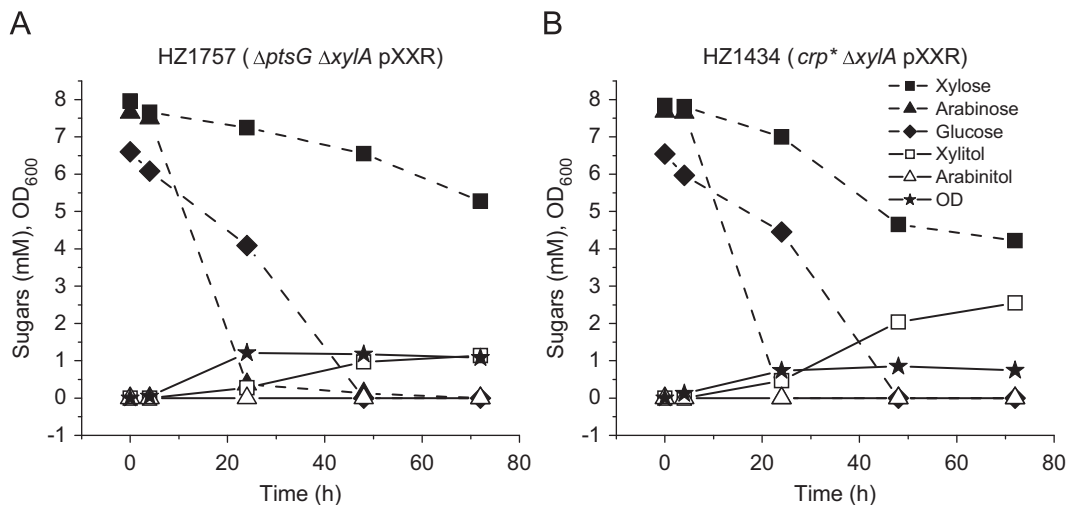 A
HZ1757 (ΔptsG ΔxylA pXXR)
Sugars (mM), OD600
8
7
6
5
4
3
2
1
0
-1
0
20
40
60
80
Time (h)
B
HZ1434 (crp* ΔxylA pXXR)
Xylose
Arabinose
Glucose
Xylitol
Arabinitol
OD
Sugars (mM), OD600
8
7
6
5
4
3
2
1
0
-1
0
20
40
60
80
Time (h)